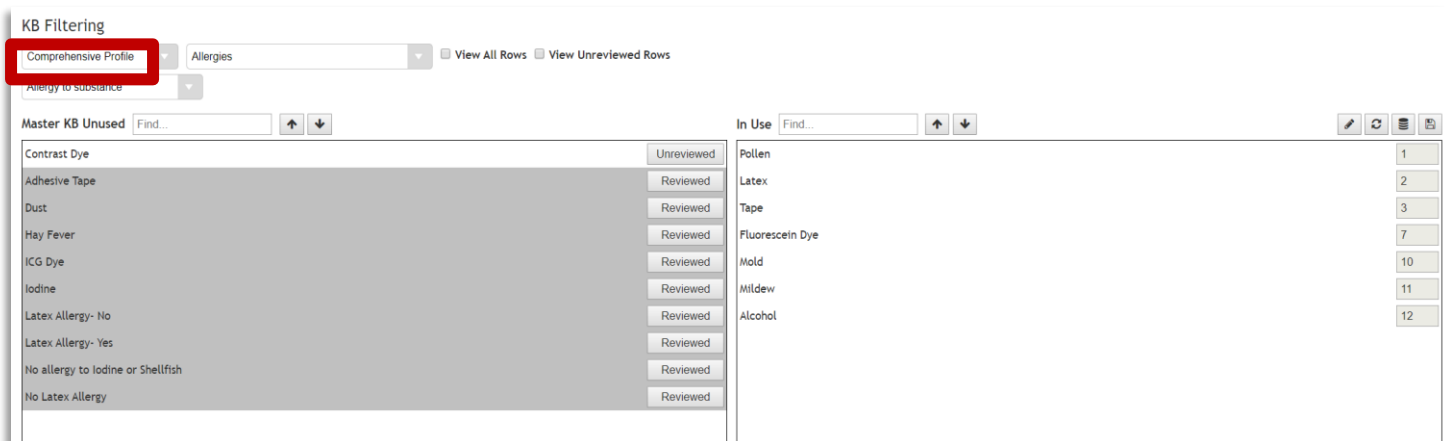 KB Filtering
Comprehensive Profile Allergies View All Rows View Unreviewed Rows
Allergy to substance
Master KB Unused Find... In Use Find...
Contrast Dye Unreviewed Pollen 1
Adhesive Tape Reviewed Latex 2
Dust Reviewed Tape 3
Hay Fever Reviewed Fluorescein Dye 7
ICG Dye Reviewed Mold 10
Iodine Reviewed Mildew 11
Latex Allergy- No Reviewed Alcohol 12
Latex Allergy- Yes Reviewed
No allergy to Iodine or Shellfish Reviewed
No Latex Allergy Reviewed